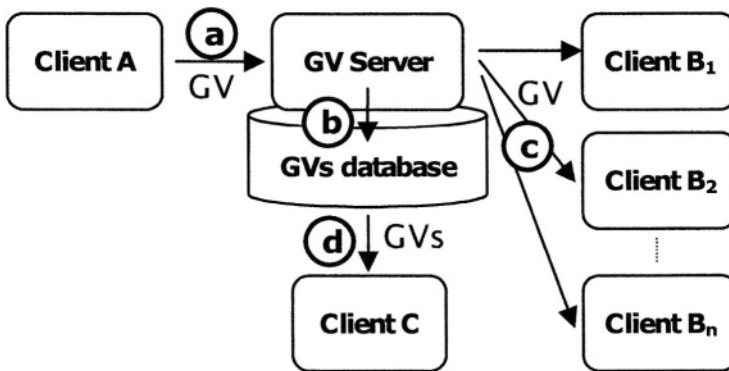 a
Client A
GV Server
Client B₁
GV
GV
b
c
GVs database
Client B₂
d
GVs
Client C
Client Bₙ